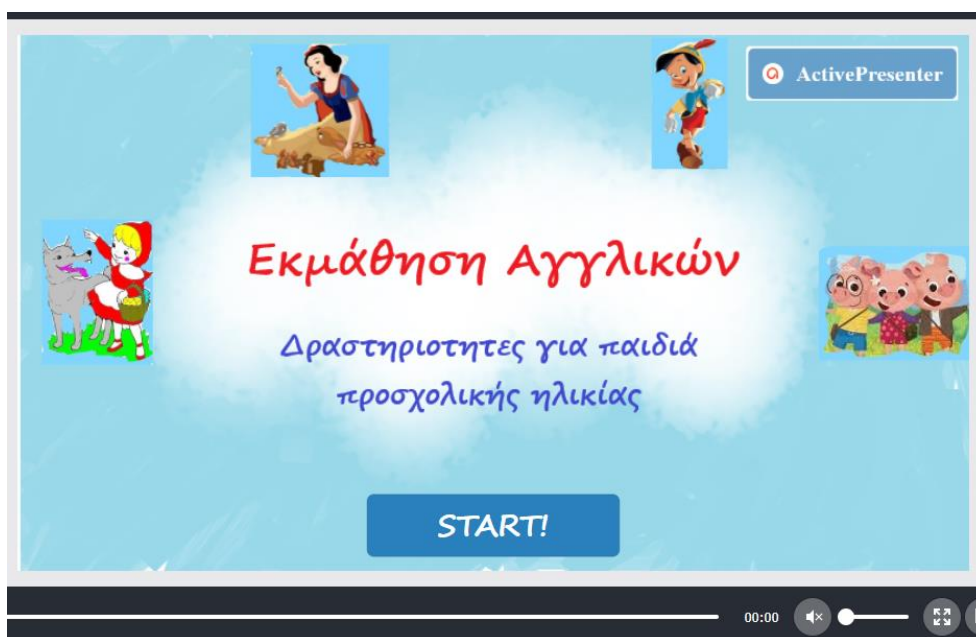 ActivePresenter
Εκμάθηση Αγγλικών
Δραστηριοτητες για παιδιά
προσχολικής ηλικίας
START!
00:00